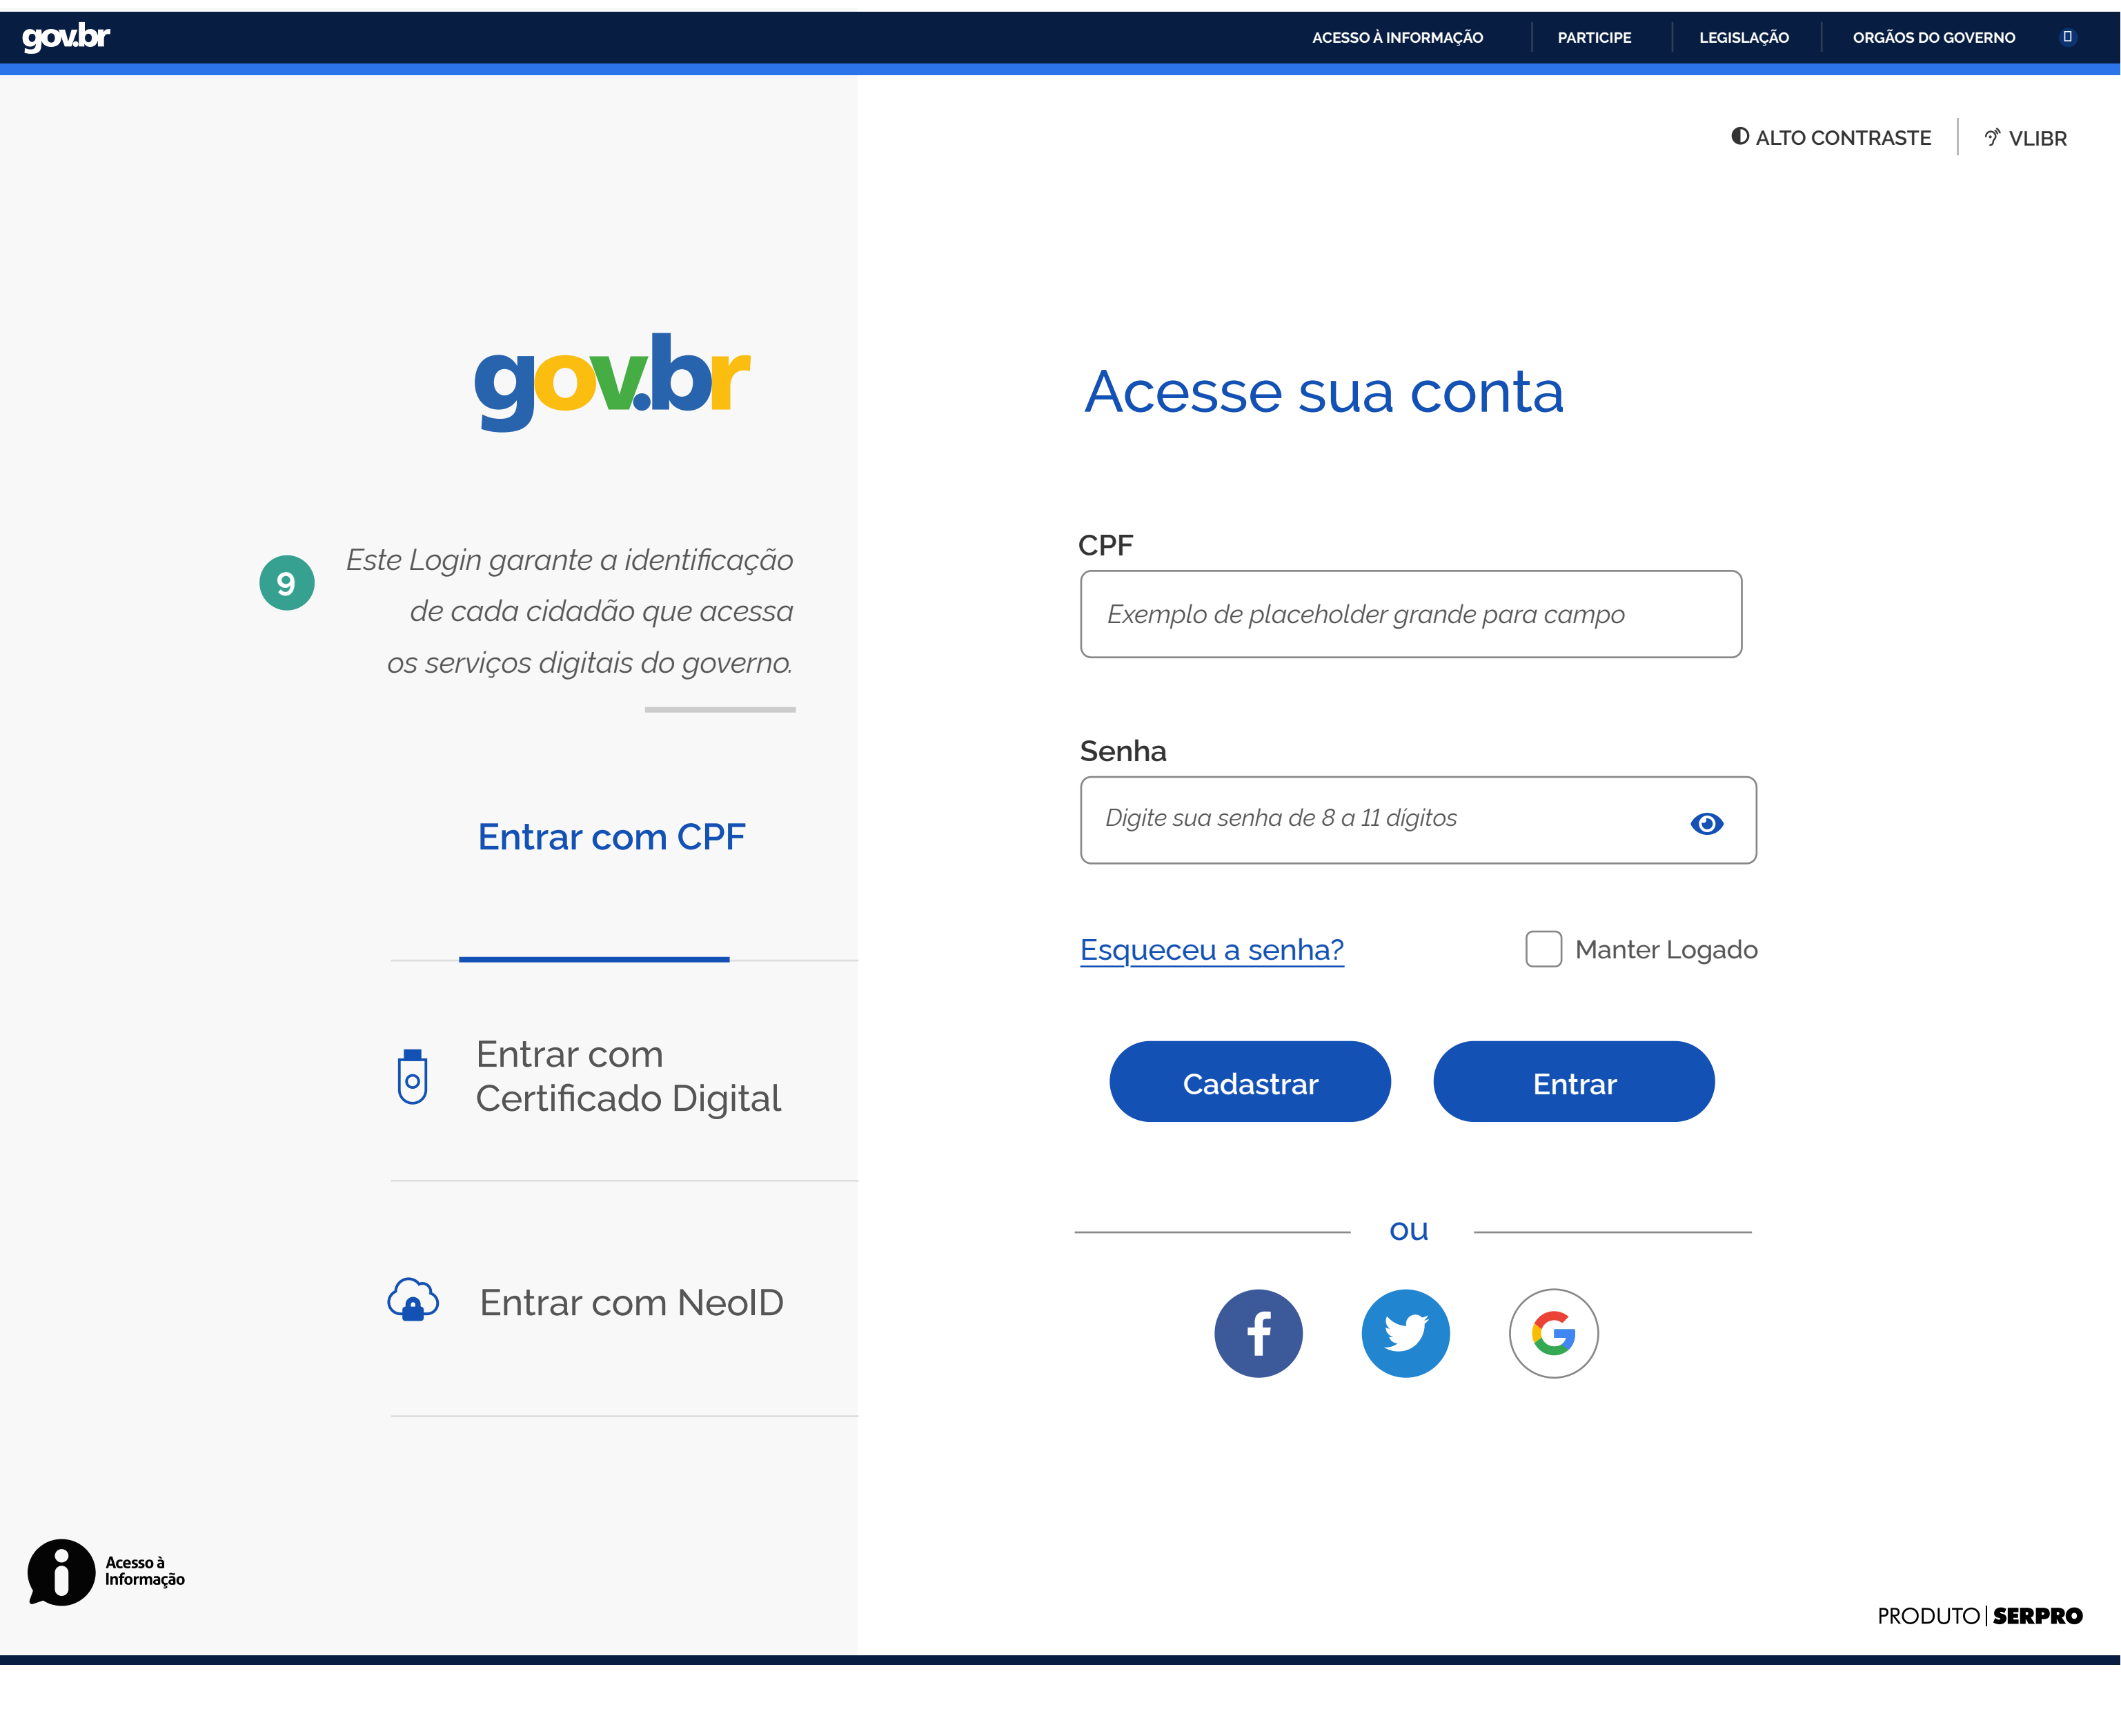 gov.br
ACESSO À INFORMAÇÃO
PARTICIPE
LEGISLAÇÃO
ORGÃOS DO GOVERNO
ALTO CONTRASTE
VLIBR
gov.br
9
Este Login garante a identificação
de cada cidadão que acessa
os serviços digitais do governo.
Entrar com CPF
Entrar com
Certificado Digital
Entrar com NeoID
Acesso à
Informação
Acesse sua conta
CPF
Exemplo de placeholder grande para campo
Senha
Digite sua senha de 8 a 11 dígitos
Esqueceu a senha?
Manter Logado
Cadastrar
Entrar
ou
PRODUTO | SERPRO